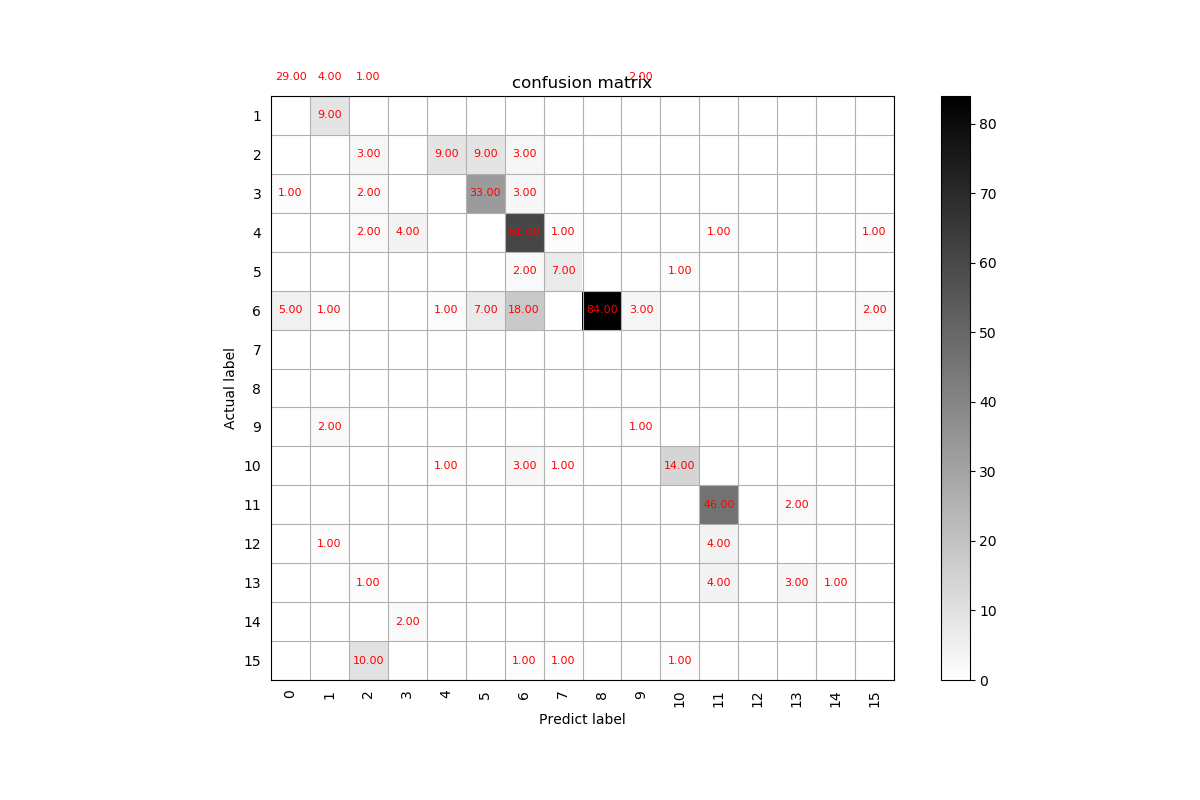 29.00 4.00 1.00 2.00
confusion matrix
1 9.00
2 3.00 9.00 9.00 3.00
3 1.00 2.00 33.00 3.00
4 2.00 4.00 61.00 1.00 1.00 1.00
5 2.00 7.00 1.00
6 5.00 1.00 1.00 7.00 18.00 84.00 3.00 2.00
7
8
9 2.00 1.00
10 1.00 3.00 1.00 14.00
11 46.00 2.00
12 1.00 4.00
13 1.00 4.00 3.00 1.00
14 2.00
15 10.00 1.00 1.00 1.00
Actual label
0 1 2 3 4 5 6 7 8 9 10 11 12 13 14 15
Predict label
80
70
60
50
40
30
20
10
0